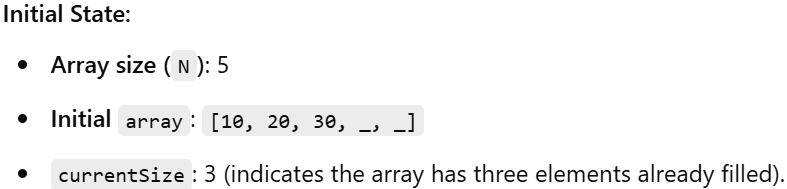 Initial State:
• Array size (N): 5
• Initial array: [10, 20, 30, _, _]
• currentSize: 3 (indicates the array has three elements already filled).